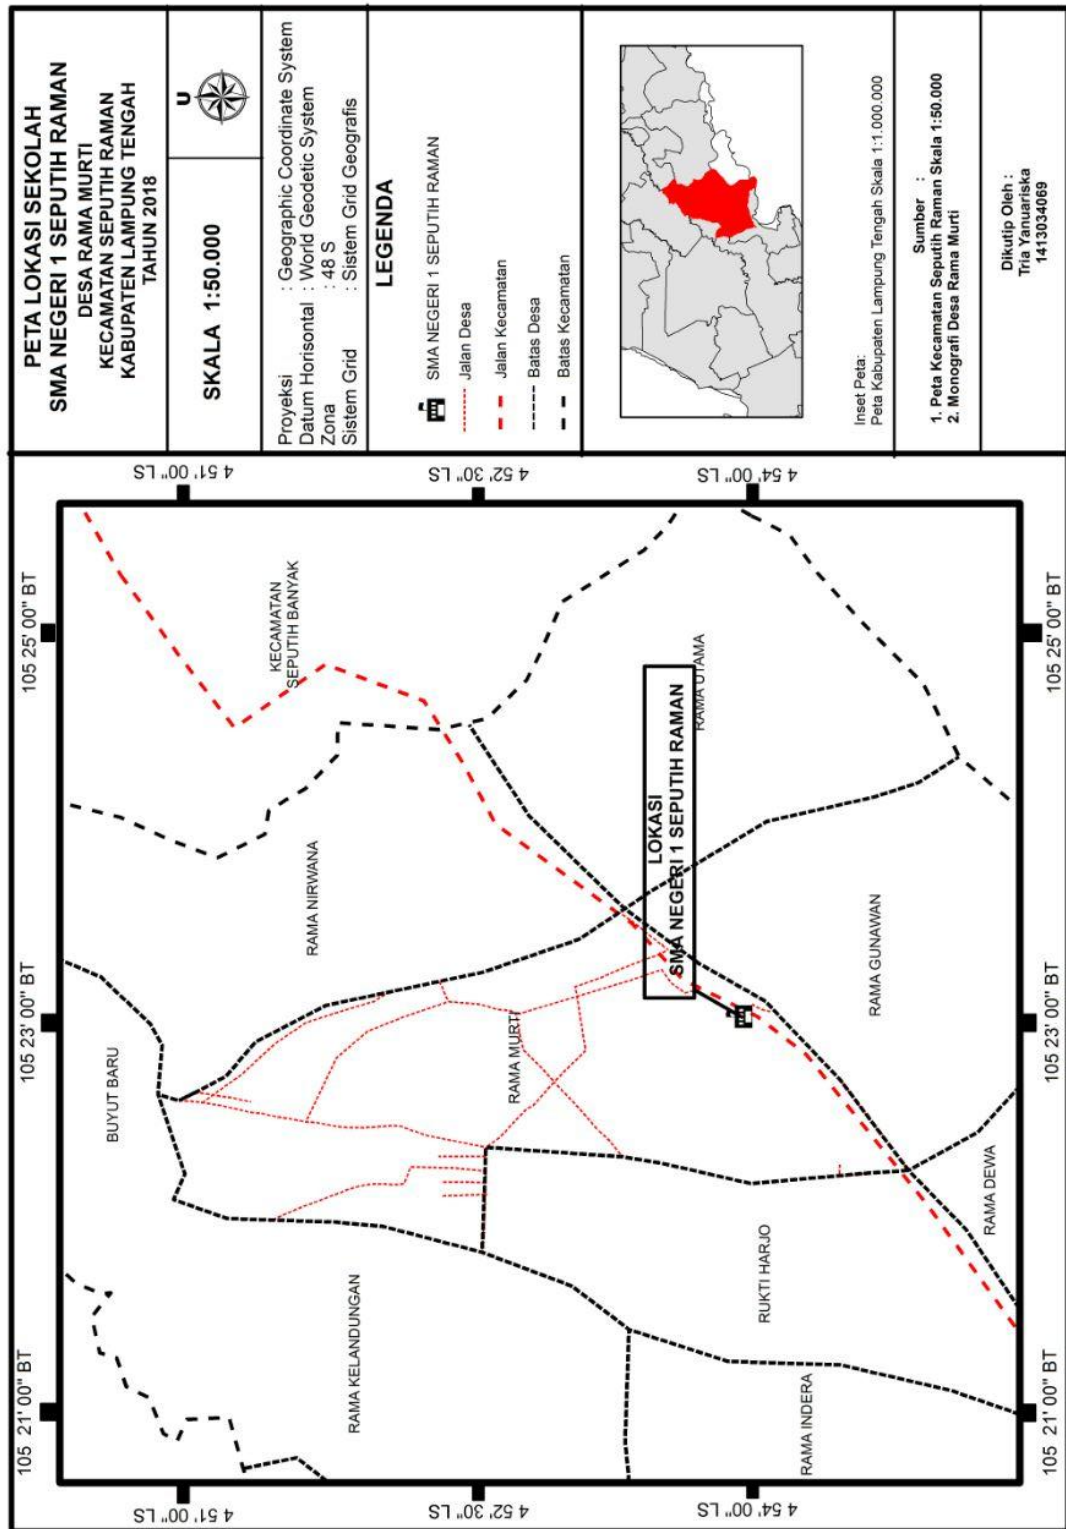 PETA LOKASI SEKOLAH
SMA NEGERI 1 SEPUTIH RAMAN
DESA RAMA MURTI
KECAMATAN SEPUTIH RAMAN
KABUPATEN LAMPUNG TENGAH
TAHUN 2018
SKALA 1:50.000
U
Proyeksi : Geographic Coordinate System
Datum Horisontal : World Geodetic System
Zona : 48 S
Sistem Grid : Sistem Grid Geografis
LEGENDA
SMA NEGERI 1 SEPUTIH RAMAN
Jalan Desa
Jalan Kecamatan
Batas Desa
Batas Kecamatan
Inset Peta:
Peta Kabupaten Lampung Tengah Skala 1:1.000.000
Sumber :
1. Peta Kecamatan Seputih Raman Skala 1:50.000
2. Monografi Desa Rama Murti
Dikutip Oleh :
Tria Yanuariska
1413034069
105 21' 00" BT
105 23' 00" BT
105 25' 00" BT
4 51' 00" LS
4 51' 00" LS
4 52' 30" LS
4 52' 30" LS
4 54' 00" LS
4 54' 00" LS
105 21' 00" BT
105 23' 00" BT
105 25' 00" BT
BUYUT BARU
KECAMATAN
SEPUTIH BANYAK
RAMA NIRWANA
RAMA KELANDUNGAN
RAMA MURTI
LOKASI
SMA NEGERI 1 SEPUTIH RAMAN
RAMA UTAMA
RUKTI HARJO
RAMA INDERA
RAMA GUNAWAN
RAMA DEWA